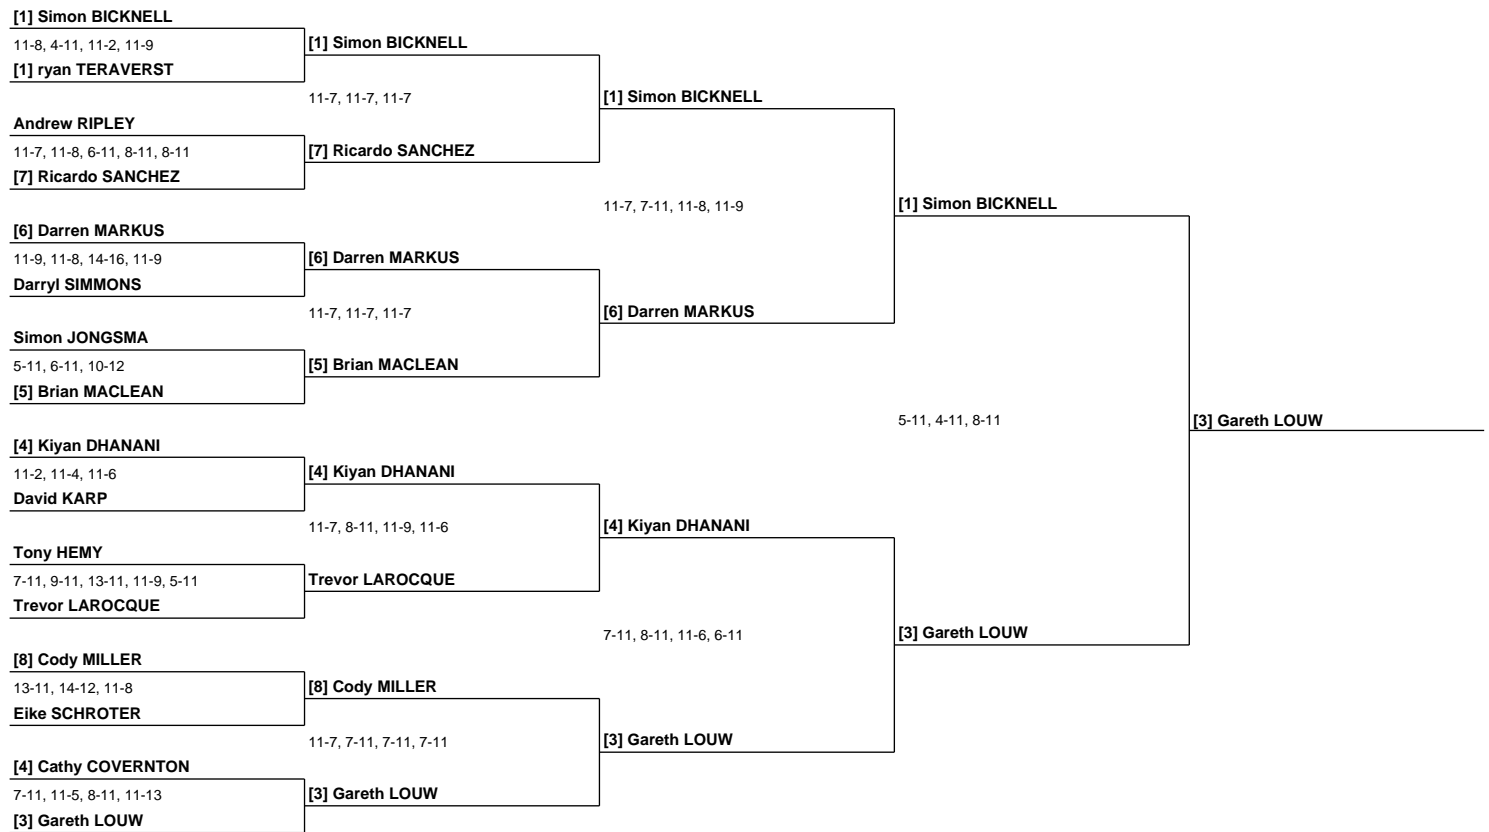 [1] Simon BICKNELL
11-8, 4-11, 11-2, 11-9
[1] Simon BICKNELL
[1] ryan TERAVERST
11-7, 11-7, 11-7
[1] Simon BICKNELL
Andrew RIPLEY
11-7, 11-8, 6-11, 8-11, 8-11
[7] Ricardo SANCHEZ
[7] Ricardo SANCHEZ
11-7, 7-11, 11-8, 11-9
[1] Simon BICKNELL
[6] Darren MARKUS
11-9, 11-8, 14-16, 11-9
[6] Darren MARKUS
Darryl SIMMONS
11-7, 11-7, 11-7
[6] Darren MARKUS
Simon JONGSMA
5-11, 6-11, 10-12
[5] Brian MACLEAN
[5] Brian MACLEAN
5-11, 4-11, 8-11
[3] Gareth LOUW
[4] Kiyan DHANANI
11-2, 11-4, 11-6
[4] Kiyan DHANANI
David KARP
11-7, 8-11, 11-9, 11-6
[4] Kiyan DHANANI
Tony HEMY
7-11, 9-11, 13-11, 11-9, 5-11
Trevor LAROCQUE
Trevor LAROCQUE
7-11, 8-11, 11-6, 6-11
[3] Gareth LOUW
[8] Cody MILLER
13-11, 14-12, 11-8
[8] Cody MILLER
Eike SCHROTER
11-7, 7-11, 7-11, 7-11
[3] Gareth LOUW
[4] Cathy COVERNTON
7-11, 11-5, 8-11, 11-13
[3] Gareth LOUW
[3] Gareth LOUW